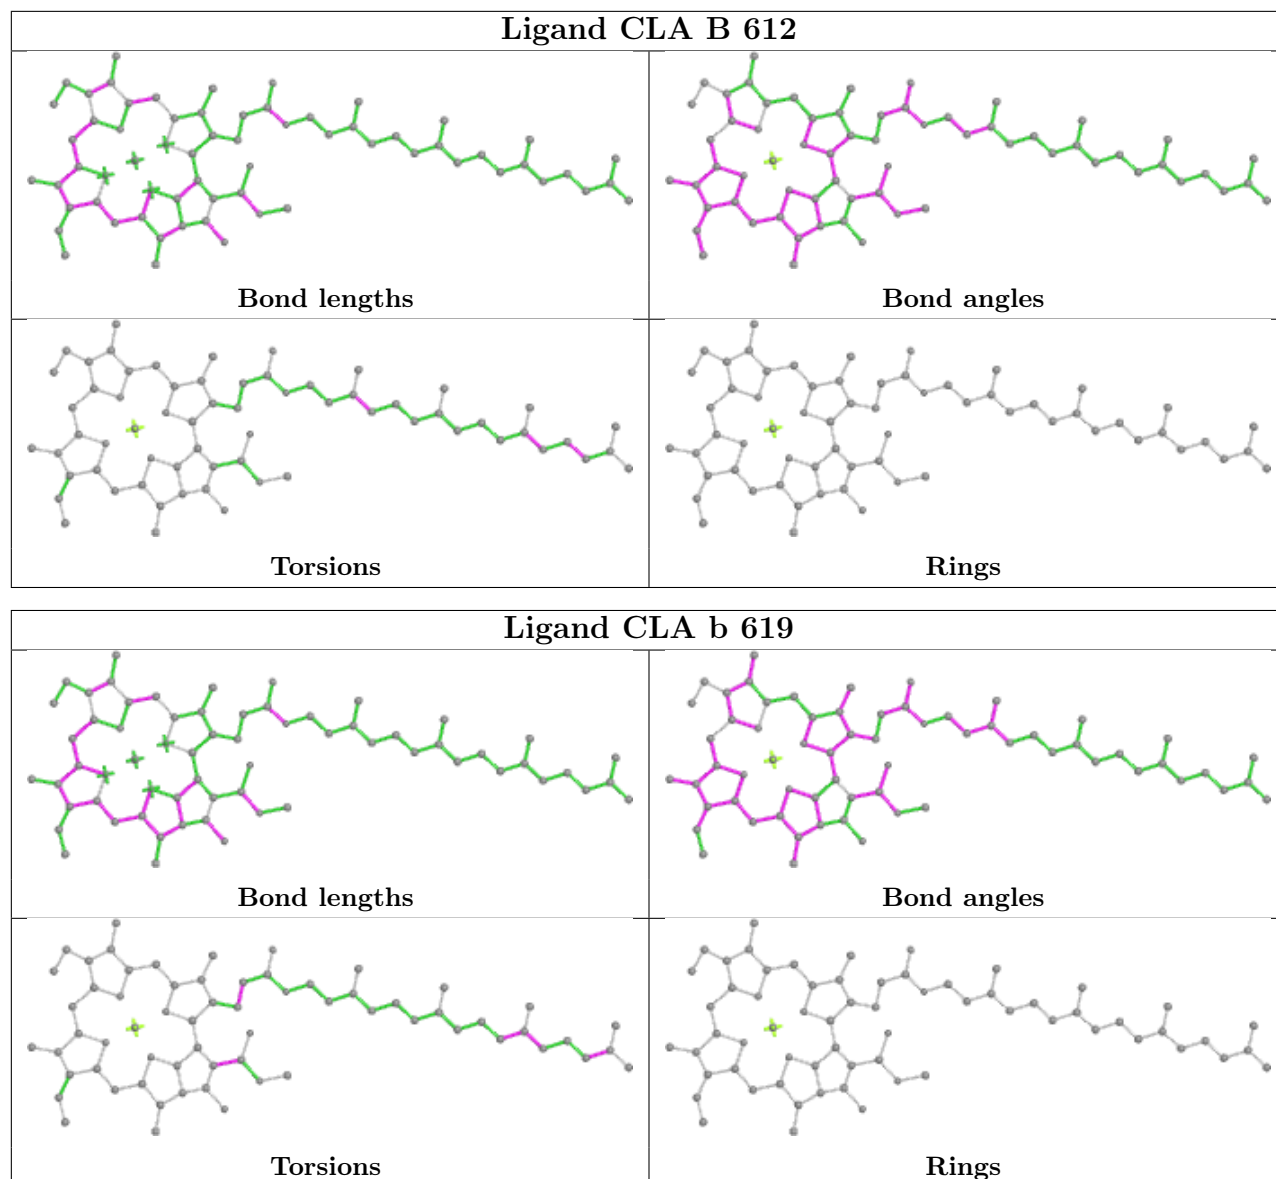 Ligand CLA B 612
Bond lengths
Bond angles
Torsions
Rings
Ligand CLA b 619
Bond lengths
Bond angles
Torsions
Rings